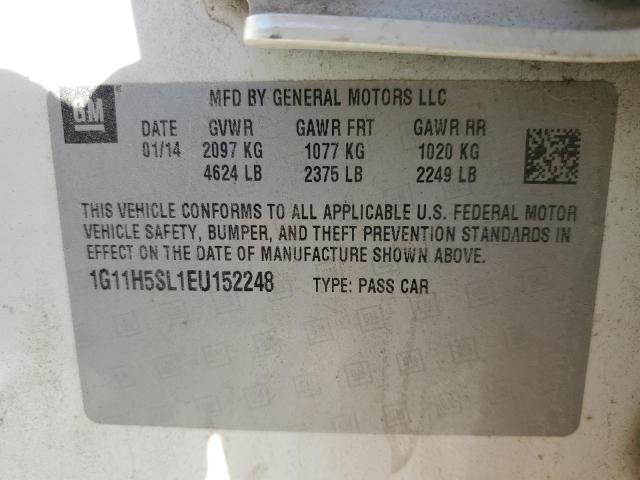 GM
MFD BY GENERAL MOTORS LLC
DATE GVWR GAWR FRT GAWR RR
01/14 2097 KG 1077 KG 1020 KG
4624 LB 2375 LB 2249 LB
THIS VEHICLE CONFORMS TO ALL APPLICABLE U.S. FEDERAL MOTOR
VEHICLE SAFETY, BUMPER, AND THEFT PREVENTION STANDARDS IN
EFFECT ON THE DATE OF MANUFACTURE SHOWN ABOVE.
1G11H5SL1EU152248 TYPE: PASS CAR